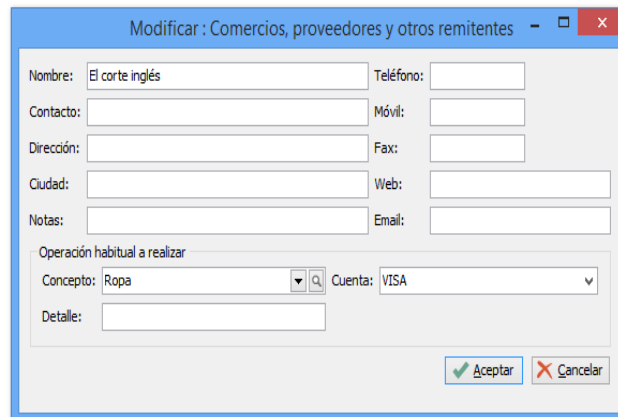 Modificar : Comercios, proveedores y otros remitentes
Nombre: El corte inglés Teléfono:
Contacto: Móvil:
Dirección: Fax:
Ciudad: Web:
Notas: Email:
Operación habitual a realizar
Concepto: Ropa Cuenta: VISA
Detalle:
Aceptar Cancelar